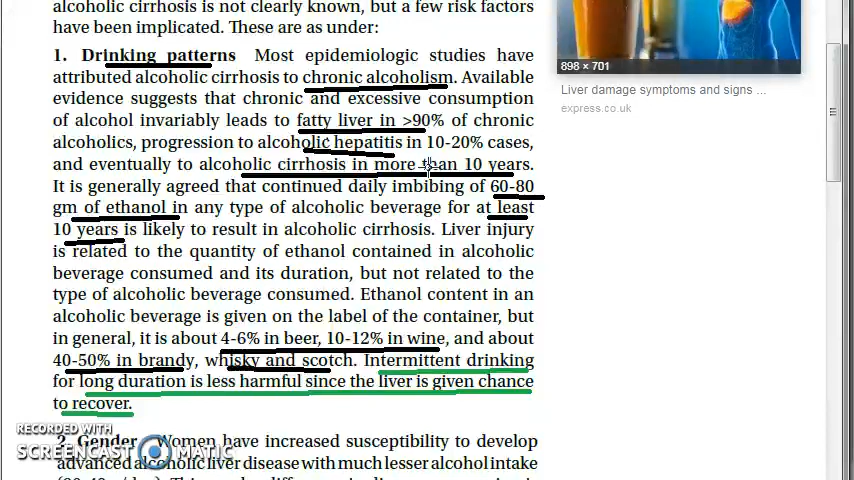 alcoholic cirrhosis is not clearly known, but a few risk factors
have been implicated. These are as under:
1. Drinking patterns Most epidemiologic studies have
attributed alcoholic cirrhosis to chronic alcoholism. Available
evidence suggests that chronic and excessive consumption
of alcohol invariably leads to fatty liver in >90% of chronic
alcoholics, progression to alcoholic hepatitis in 10-20% cases,
and eventually to alcoholic cirrhosis in more than 10 years.
It is generally agreed that continued daily imbibing of 60-80
gm of ethanol in any type of alcoholic beverage for at least
10 years is likely to result in alcoholic cirrhosis. Liver injury
is related to the quantity of ethanol contained in alcoholic
beverage consumed and its duration, but not related to the
type of alcoholic beverage consumed. Ethanol content in an
alcoholic beverage is given on the label of the container, but
in general, it is about 4-6% in beer, 10-12% in wine, and about
40-50% in brandy, whisky and scotch. Intermittent drinking
for long duration is less harmful since the liver is given chance
to recover.
2. Gender Women have increased susceptibility to develop
advanced alcoholic liver disease with much lesser alcohol intake
898 × 701
Liver damage symptoms and signs ...
express.co.uk
RECORDED WITH
SCREENCAST MATIC